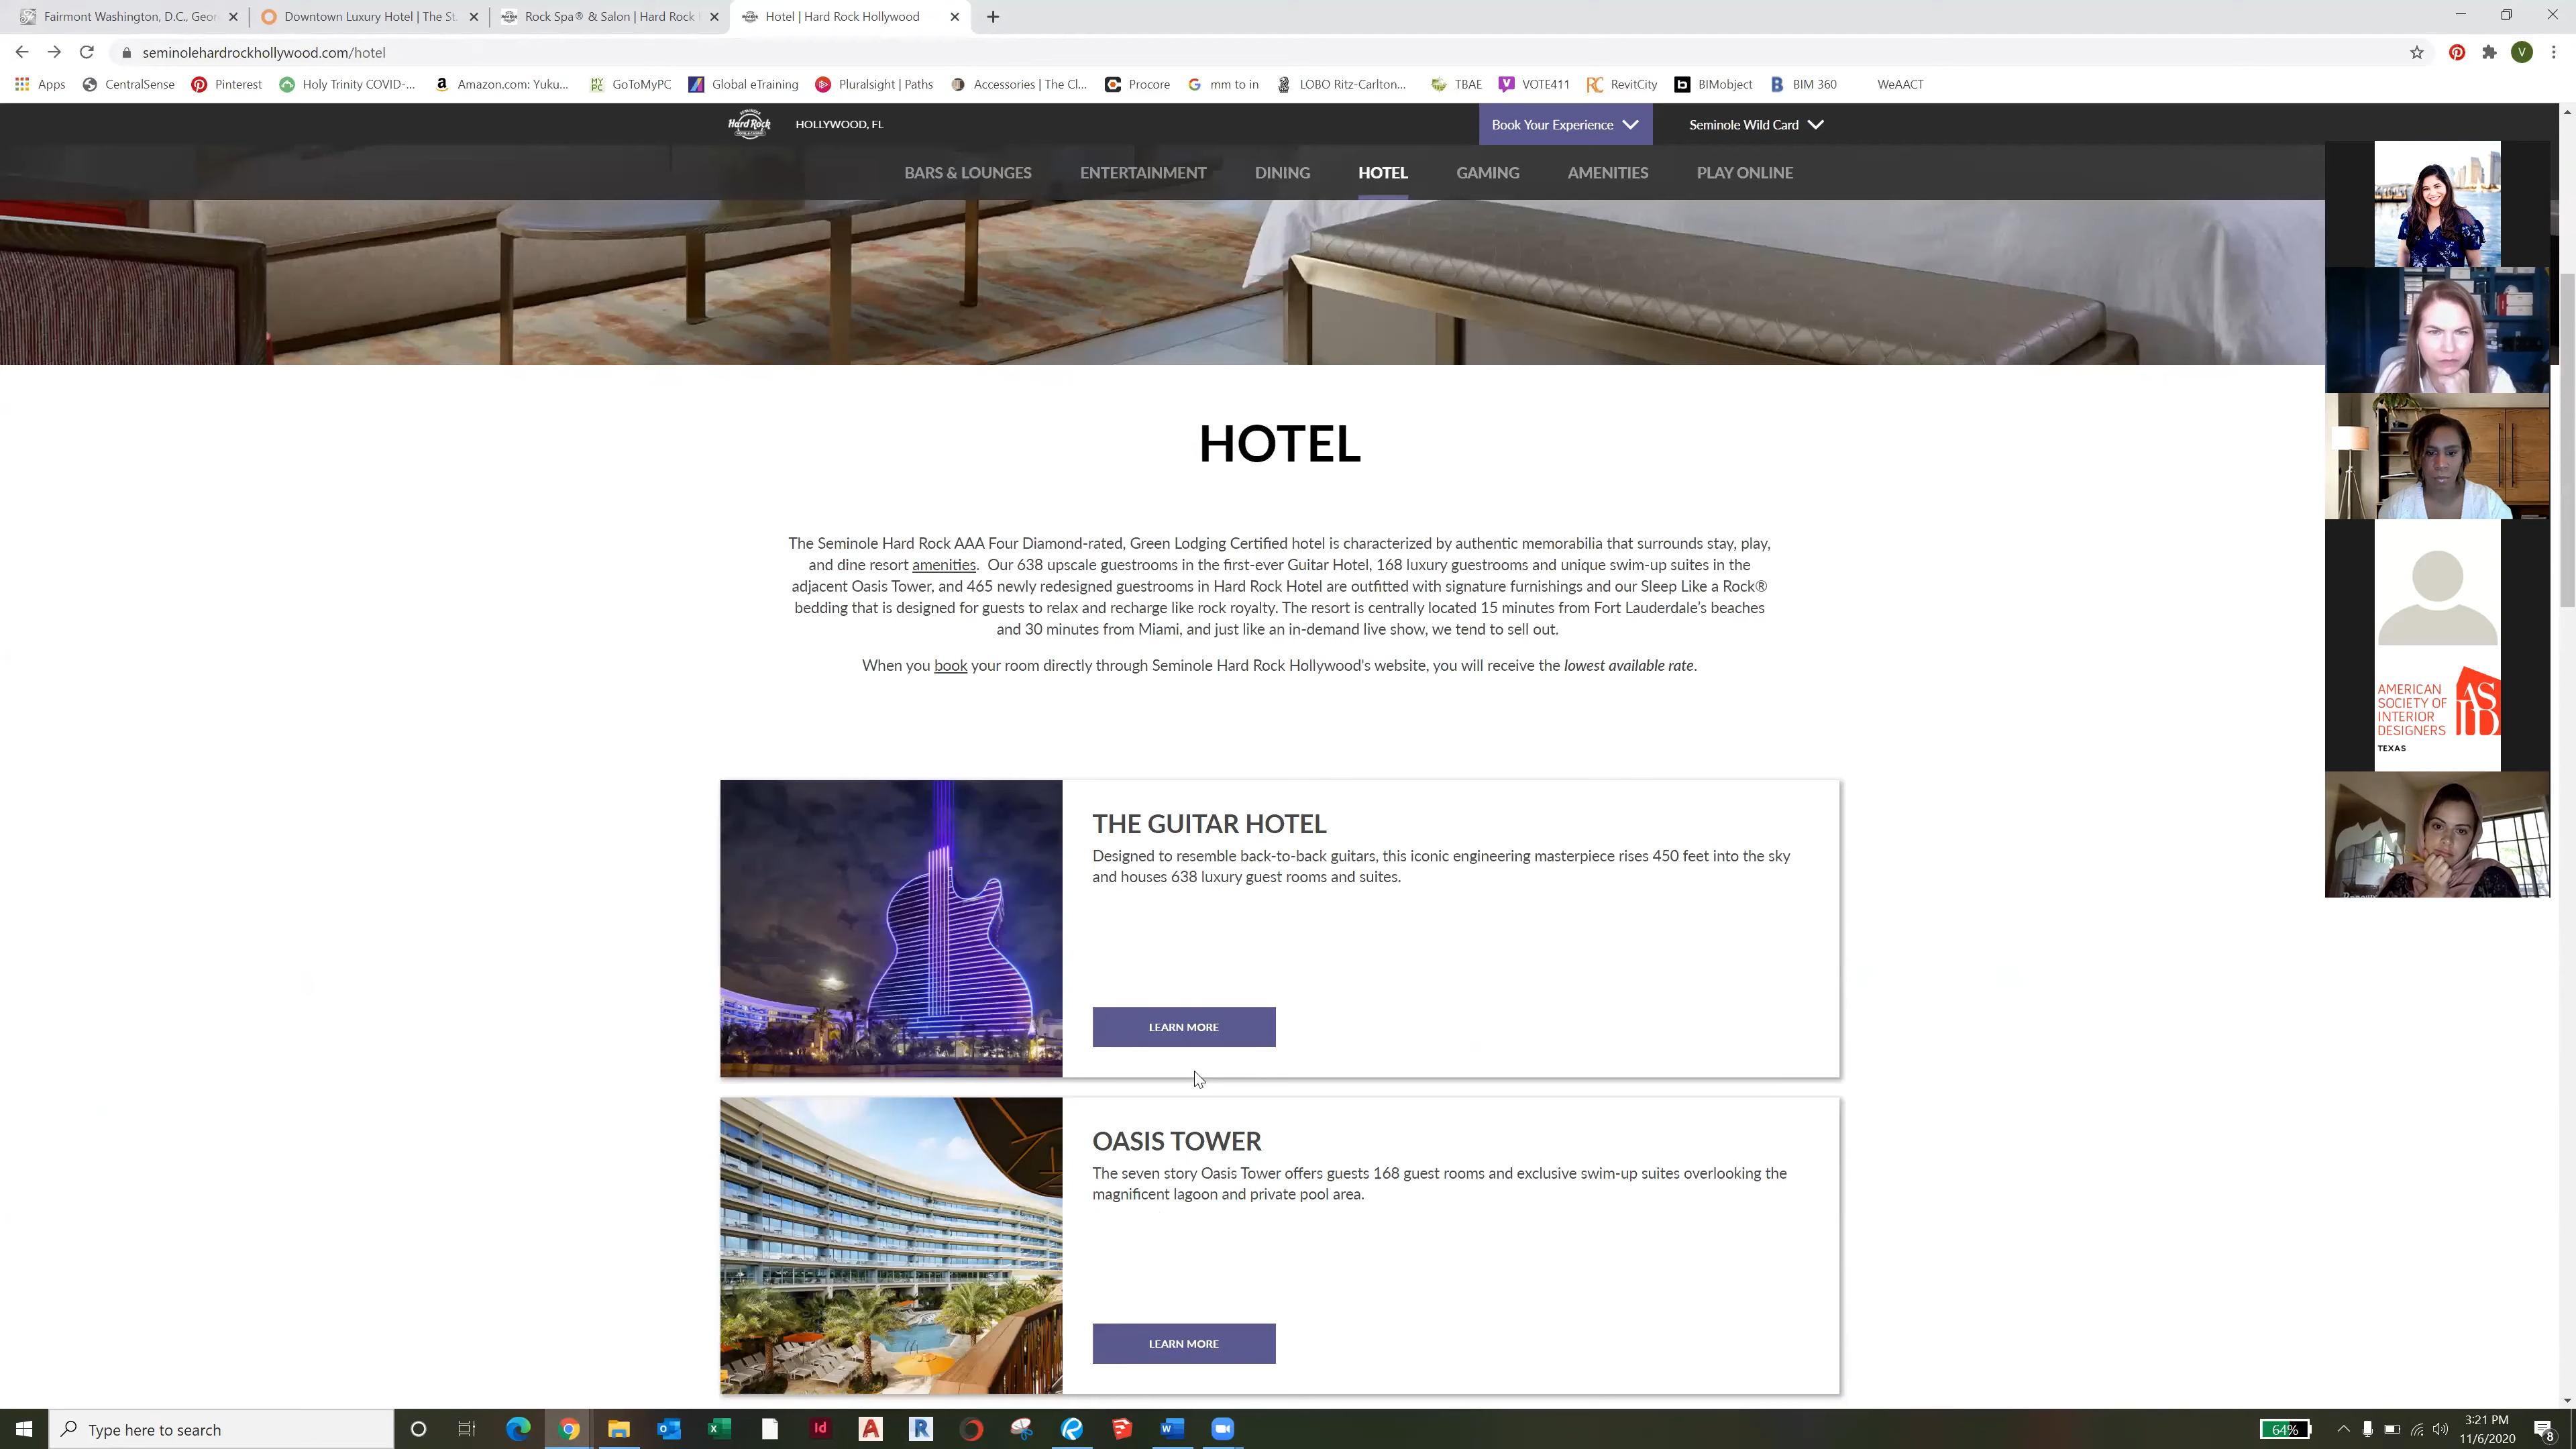 Fairmont Washington, D.C., Geor
Downtown Luxury Hotel | The St.
Rock Spa® & Salon | Hard Rock H
Hotel | Hard Rock Hollywood
seminolehardrockhollywood.com/hotel
V
Apps
CentralSense
Pinterest
Holy Trinity COVID-...
Amazon.com: Yuku...
GoToMyPC
Global eTraining
Pluralsight | Paths
Accessories | The Cl...
Procore
mm to in
LOBO Ritz-Carlton...
TBAE
VOTE411
RevitCity
BIMobject
BIM 360
WeAACT
Hard Rock
HOLLYWOOD, FL
Book Your Experience
Seminole Wild Card
BARS & LOUNGES
ENTERTAINMENT
DINING
HOTEL
GAMING
AMENITIES
PLAY ONLINE
HOTEL
The Seminole Hard Rock AAA Four Diamond-rated, Green Lodging Certified hotel is characterized by authentic memorabilia that surrounds stay, play,
and dine resort amenities. Our 638 upscale guestrooms in the first-ever Guitar Hotel, 168 luxury guestrooms and unique swim-up suites in the
adjacent Oasis Tower, and 465 newly redesigned guestrooms in Hard Rock Hotel are outfitted with signature furnishings and our Sleep Like a Rock®
bedding that is designed for guests to relax and recharge like rock royalty. The resort is centrally located 15 minutes from Fort Lauderdale's beaches
and 30 minutes from Miami, and just like an in-demand live show, we tend to sell out.
When you book your room directly through Seminole Hard Rock Hollywood's website, you will receive the lowest available rate.
THE GUITAR HOTEL
Designed to resemble back-to-back guitars, this iconic engineering masterpiece rises 450 feet into the sky
and houses 638 luxury guest rooms and suites.
LEARN MORE
OASIS TOWER
The seven story Oasis Tower offers guests 168 guest rooms and exclusive swim-up suites overlooking the
magnificent lagoon and private pool area.
LEARN MORE
AMERICAN
SOCIETY OF
INTERIOR
DESIGNERS
TEXAS
ASID
Type here to search
64%
3:21 PM
11/6/2020
8